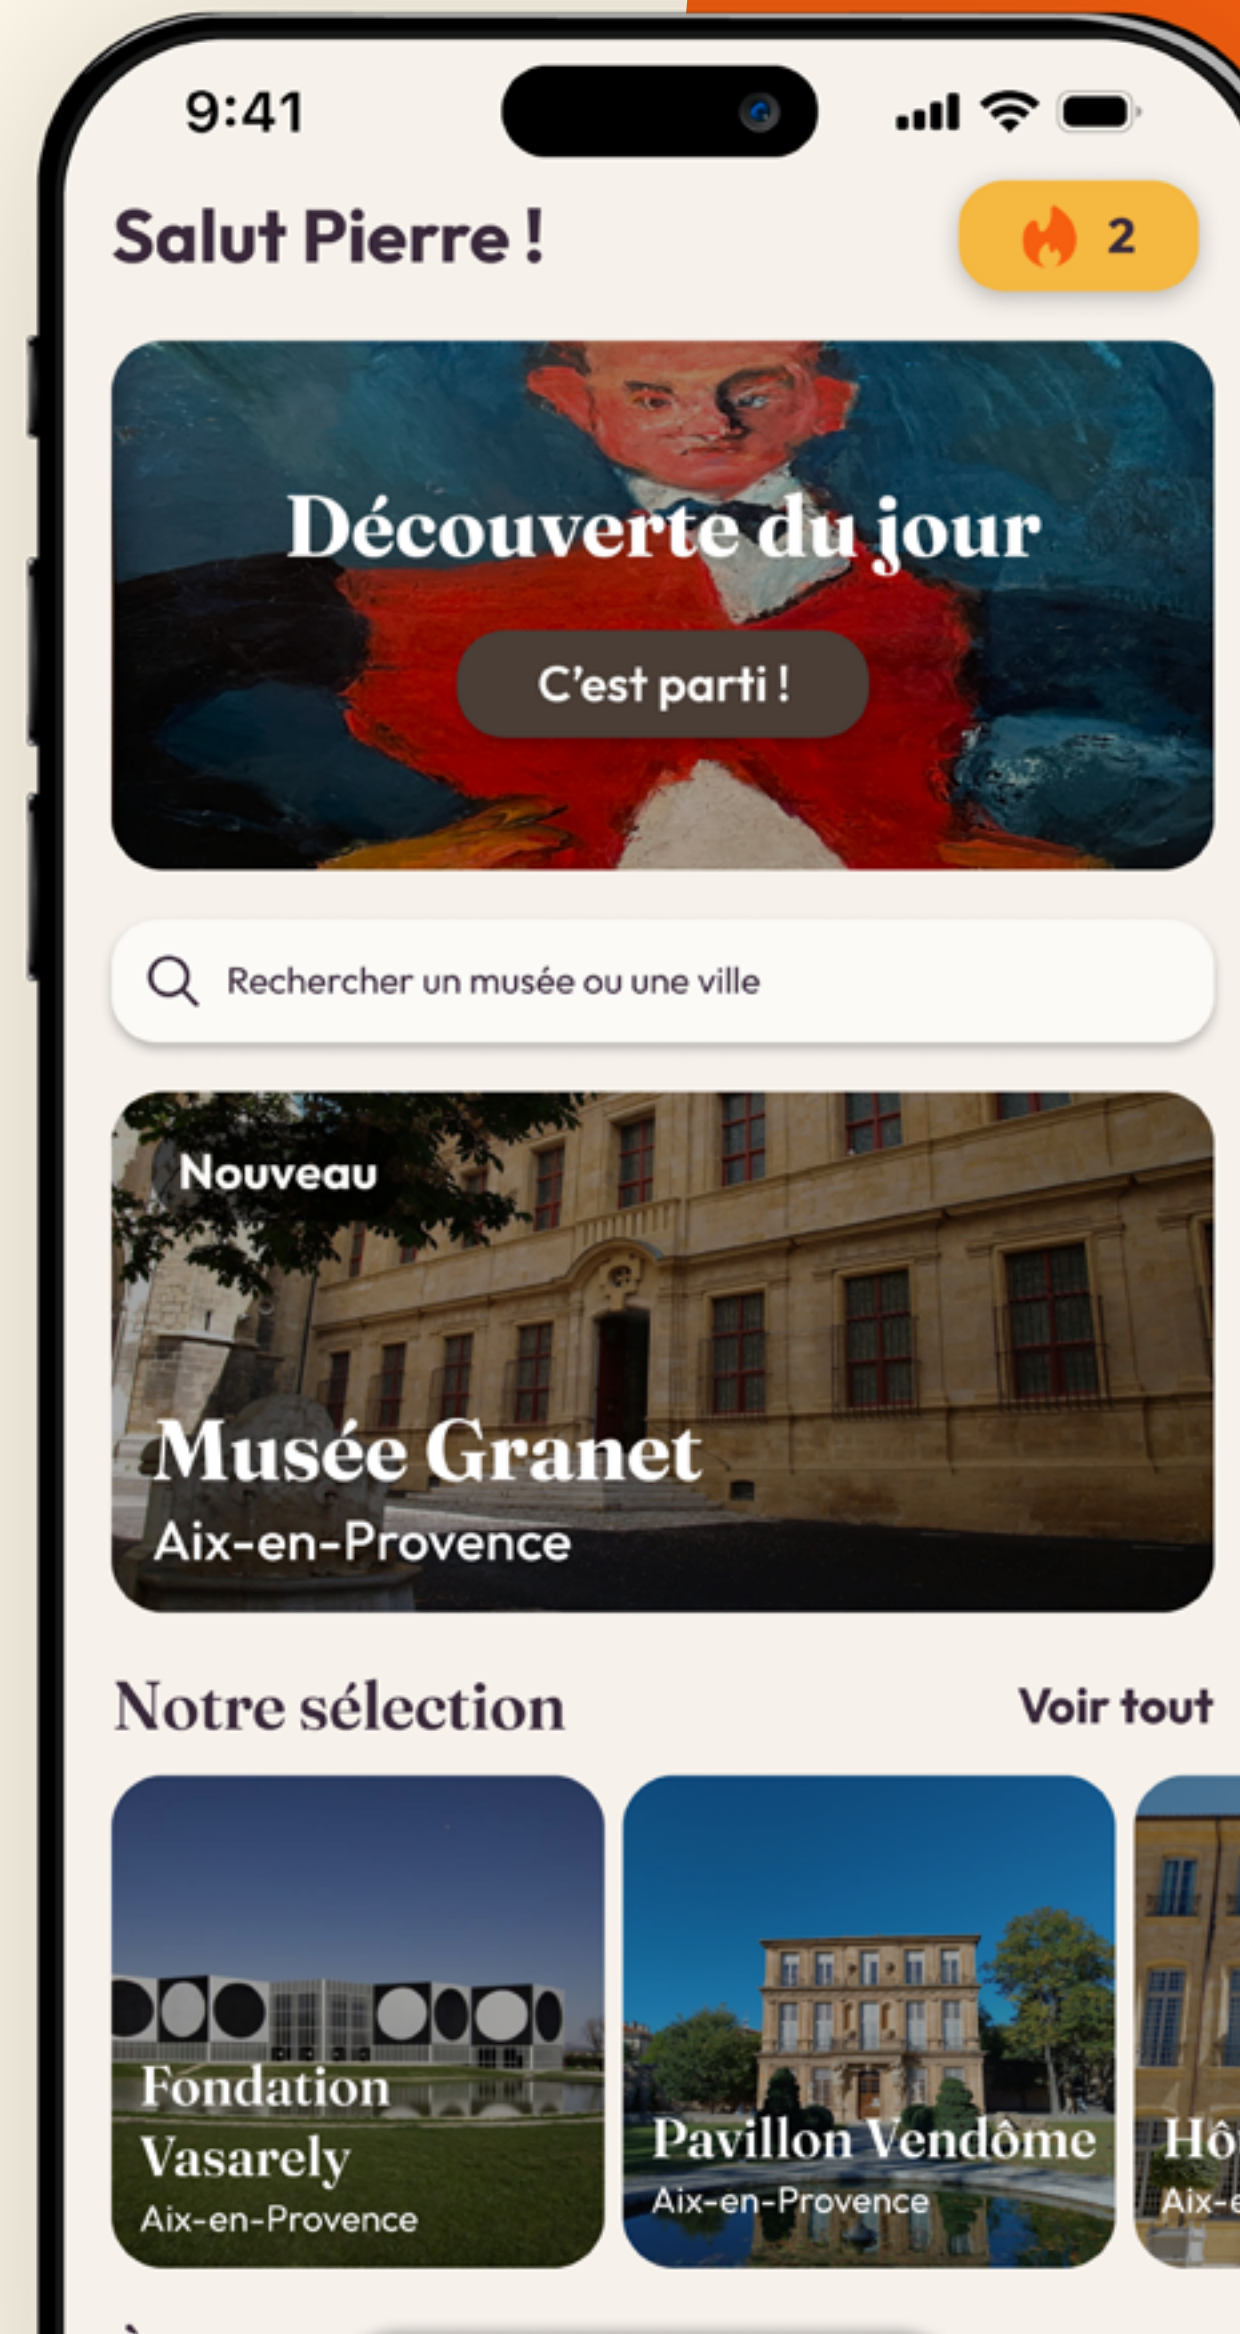 9:41
Salut Pierre !
2
Découverte du jour
C’est parti !
Rechercher un musée ou une ville
Nouveau
Musée Granet
Aix-en-Provence
Notre sélection
Voir tout
Fondation
Vasarely
Aix-en-Provence
Pavillon Vendôme
Aix-en-Provence